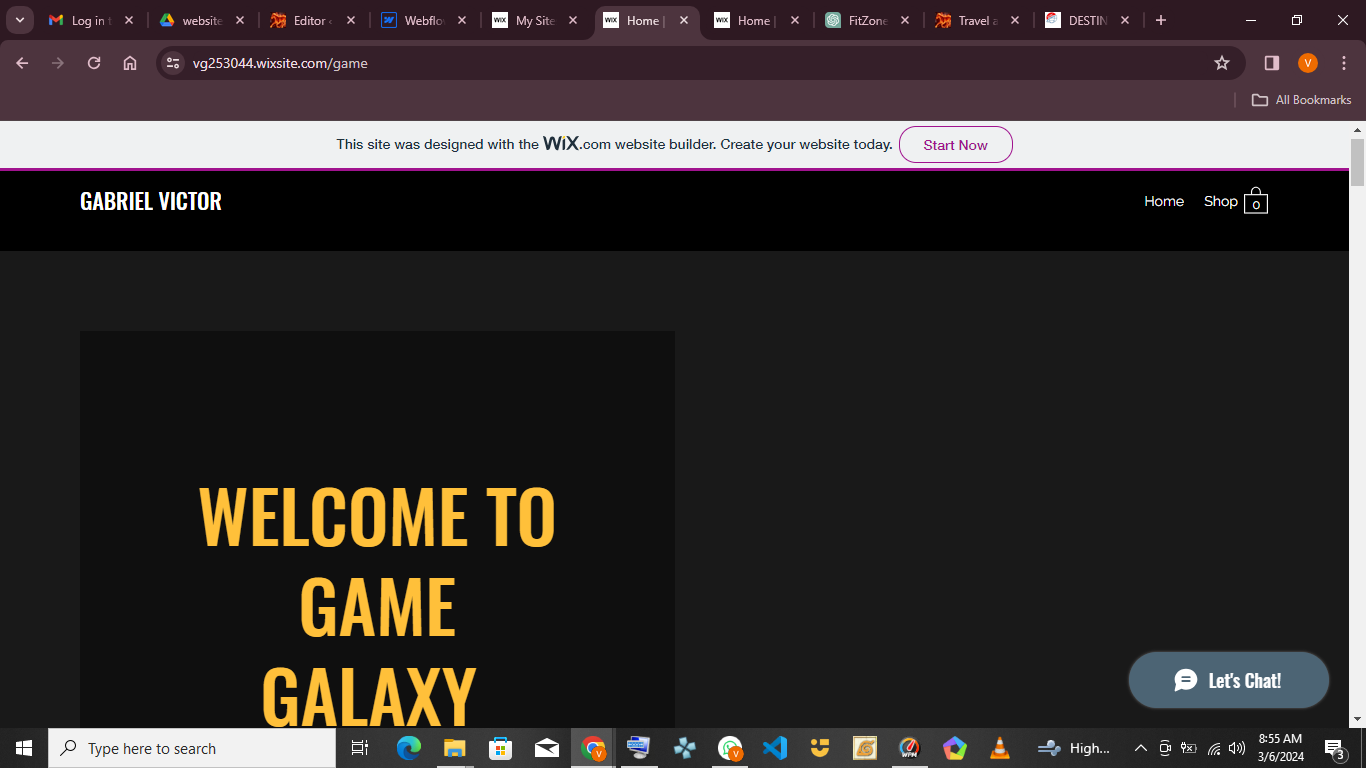 Log in t
website
Editor
Webflo
My Site
Home |
Home |
FitZone
Travel a
DESTIN
vg253044.wixsite.com/game
V
All Bookmarks
This site was designed with the WiX.com website builder. Create your website today.
Start Now
GABRIEL VICTOR
Home
Shop
0
WELCOME TO
GAME
GALAXY
Let's Chat!
Type here to search
High...
8:55 AM
3/6/2024
3